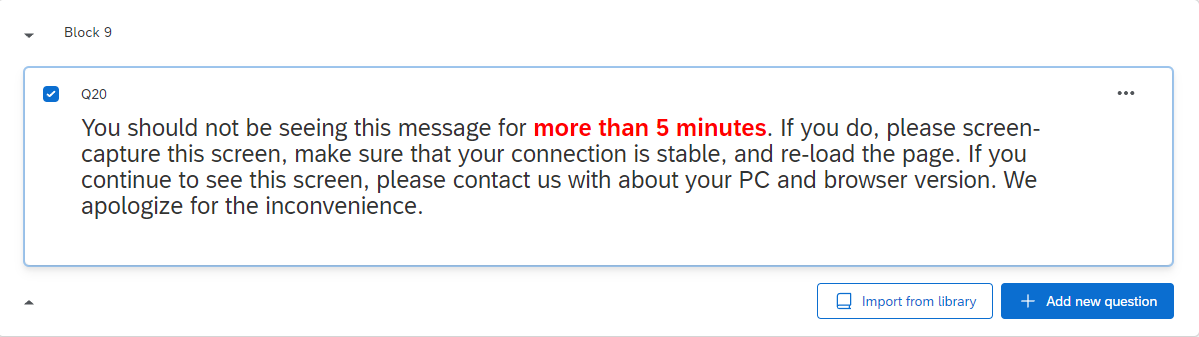 Block 9
Q20
You should not be seeing this message for more than 5 minutes. If you do, please screen-
capture this screen, make sure that your connection is stable, and re-load the page. If you
continue to see this screen, please contact us with about your PC and browser version. We
apologize for the inconvenience.
Import from library
Add new question